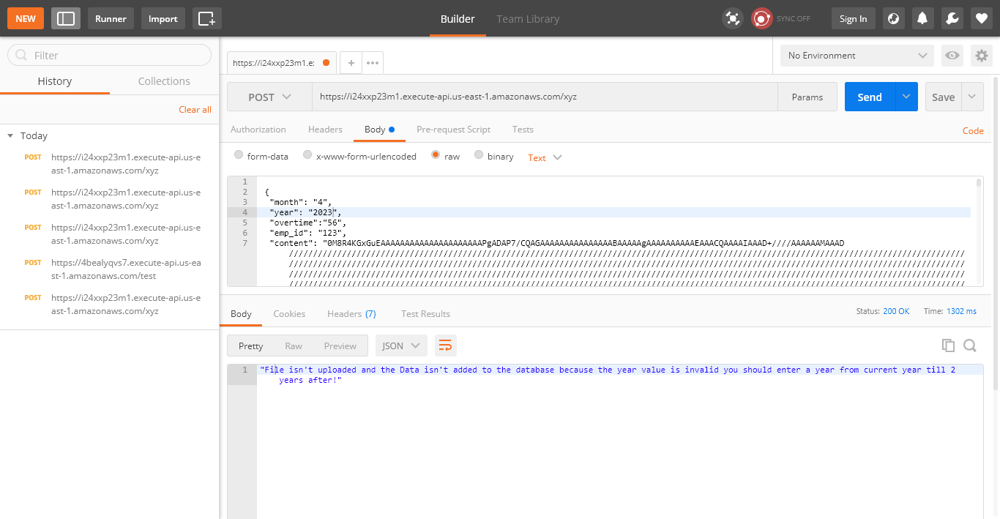 NEW
Runner
Import
Builder
Team Library
SYNC OFF
Sign In
Filter
History
Collections
Clear all
Today
POST https://i24xxp23m1.execute-api.us-e
ast-1.amazonaws.com/xyz
POST https://i24xxp23m1.execute-api.us-e
ast-1.amazonaws.com/xyz
POST https://i24xxp23m1.execute-api.us-e
ast-1.amazonaws.com/xyz
POST https://4bealyqvs7.execute-api.us-ea
st-1.amazonaws.com/test
POST https://i24xxp23m1.execute-api.us-e
ast-1.amazonaws.com/xyz
https://i24xxp23m1.e:
+
•••
No Environment
POST
https://i24xxp23m1.execute-api.us-east-1.amazonaws.com/xyz
Params
Send
Save
Authorization
Headers
Body
Pre-request Script
Tests
Code
form-data
x-www-form-urlencoded
raw
binary
Text
1
2 {
3 "month": "4",
4 "year": "2023",
5 "overtime":"56",
6 "emp_id": "123",
7 "content":
Body
Cookies
Headers (7)
Test Results
Status: 200 OK
Time: 1302 ms
Pretty
Raw
Preview
JSON
1 "File isn't uploaded and the Data isn't added to the database because the year value is invalid you should enter a year from current year till 2
years after!"